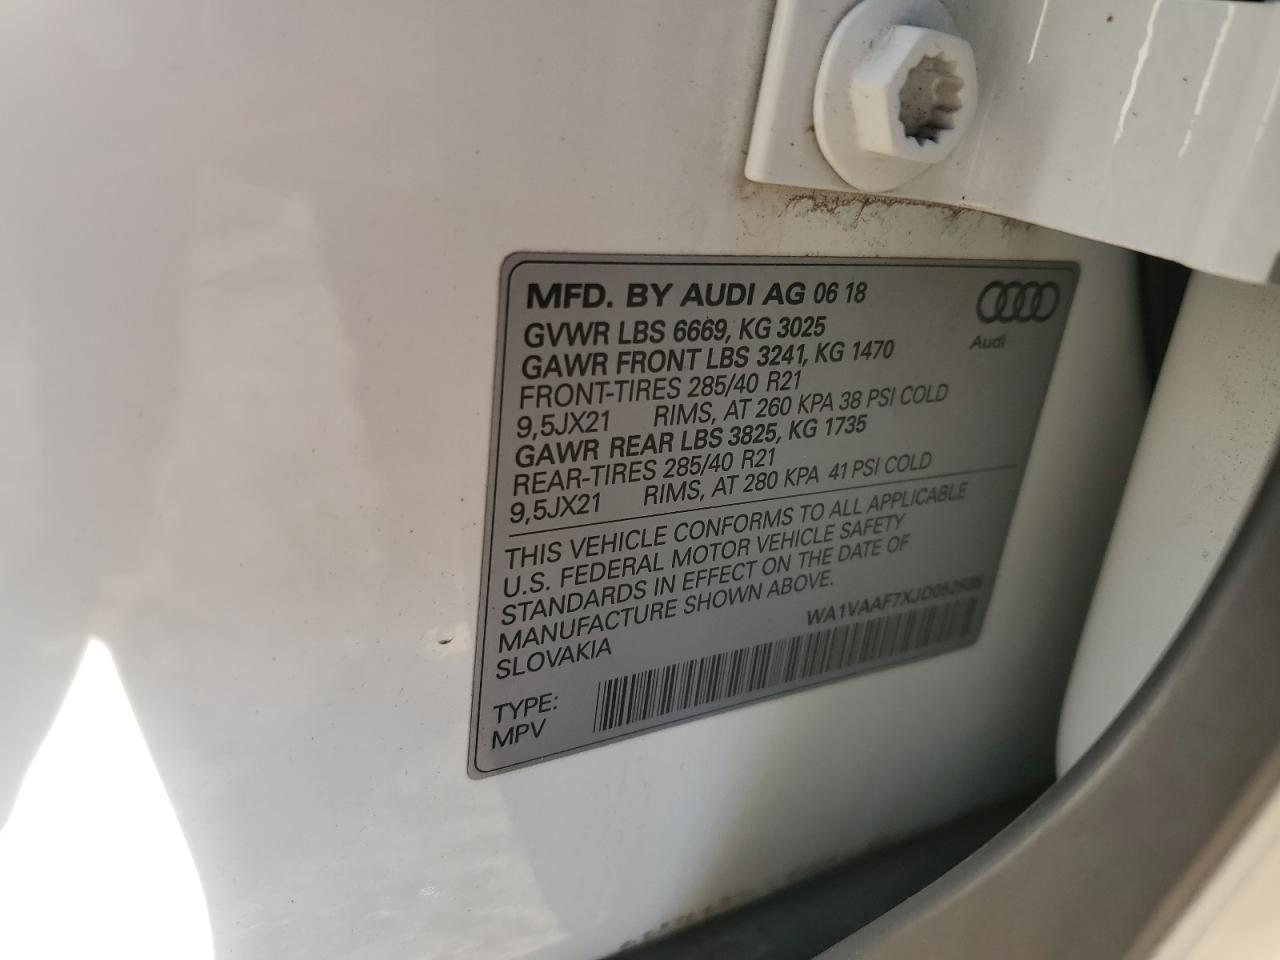 MFD. BY AUDI AG 06 18
GVWR LBS 6669, KG 3025
GAWR FRONT LBS 3241, KG 1470
FRONT-TIRES 285/40 R21
9,5JX21 RIMS, AT 260 KPA 38 PSI COLD
GAWR REAR LBS 3825, KG 1735
REAR-TIRES 285/40 R21
9,5JX21 RIMS, AT 280 KPA 41 PSI COLD
Audi
THIS VEHICLE CONFORMS TO ALL APPLICABLE
U.S. FEDERAL MOTOR VEHICLE SAFETY
STANDARDS IN EFFECT ON THE DATE OF
MANUFACTURE SHOWN ABOVE.
SLOVAKIA
TYPE:
MPV